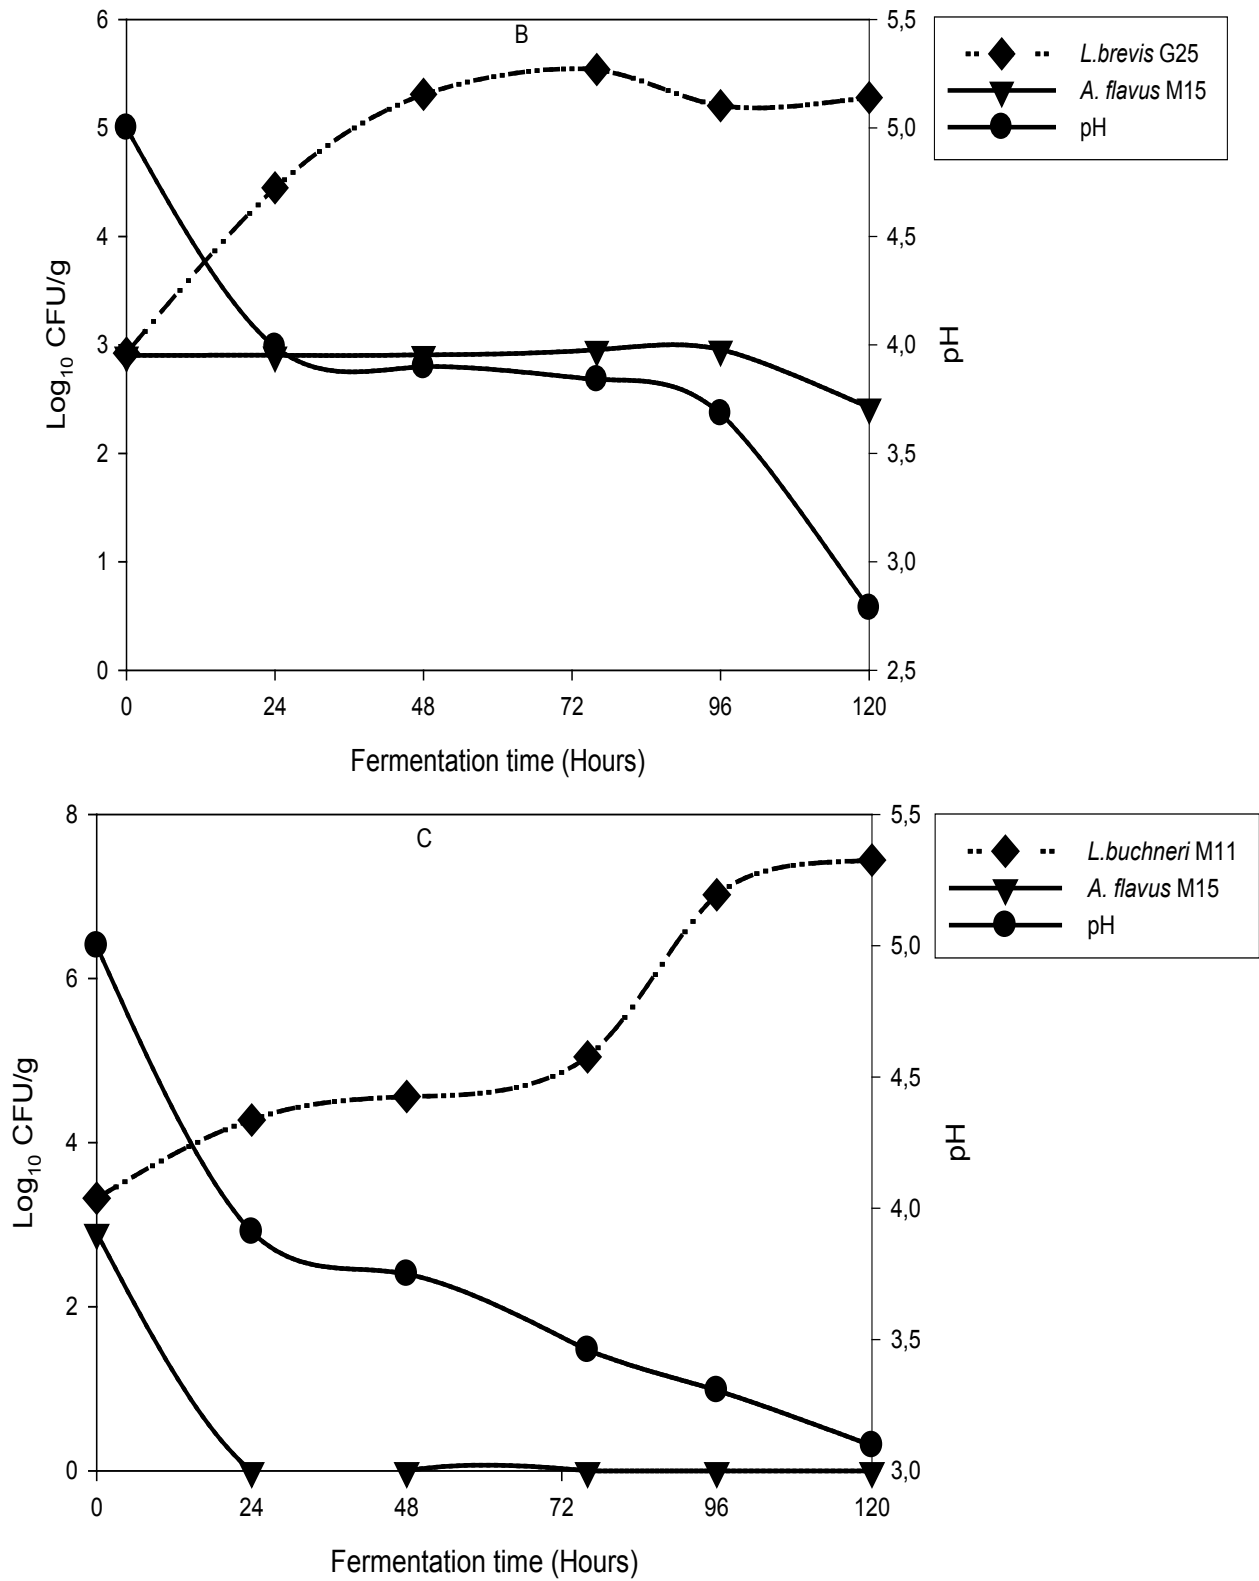 B
6
5
4
3
2
1
0
Log10 CFU/g
5,5
5,0
4,5
4,0
3,5
3,0
2,5
pH
L.brevis G25
A. flavus M15
pH
0 24 48 72 96 120
Fermentation time (Hours)
C
8
6
4
2
0
Log10 CFU/g
5,5
5,0
4,5
4,0
3,5
3,0
pH
L.buchneri M11
A. flavus M15
pH
0 24 48 72 96 120
Fermentation time (Hours)